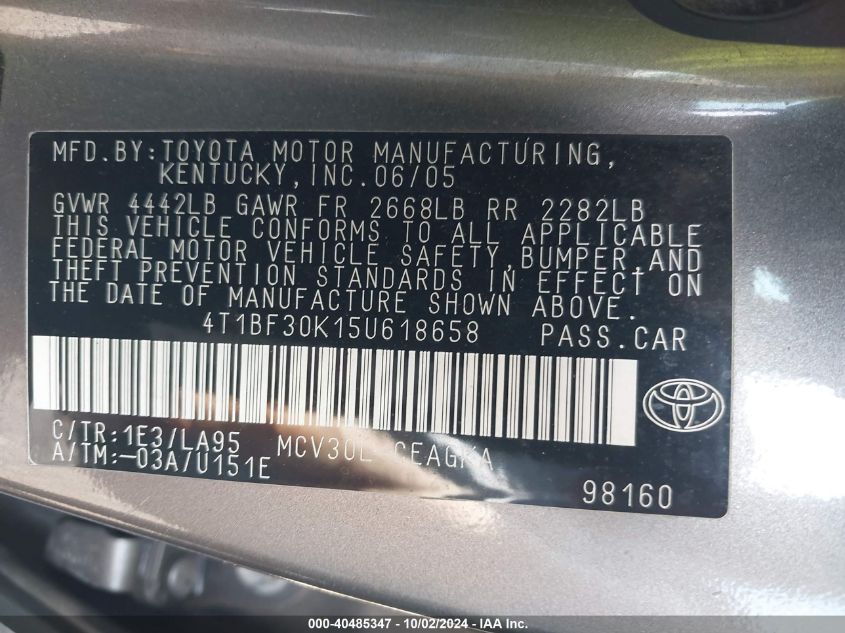 MFD.BY:TOYOTA MOTOR MANUFACTURING,
KENTUCKY,INC.06/05
GVWR 4442LB GAWR FR 2668LB RR 2282LB
THIS VEHICLE CONFORMS TO ALL APPLICABLE
FEDERAL MOTOR VEHICLE SAFETY,BUMPER,AND
THEFT PREVENTION STANDARDS IN EFFECT ON
THE DATE OF MANUFACTURE SHOWN ABOVE.
4T1BF30K15U618658 PASS.CAR
C/TR:1E3/LA95 MCV30L-CEAGKA
A/TM:-03A/U151E
98160
000-40485347 - 10/02/2024 - IAA Inc.